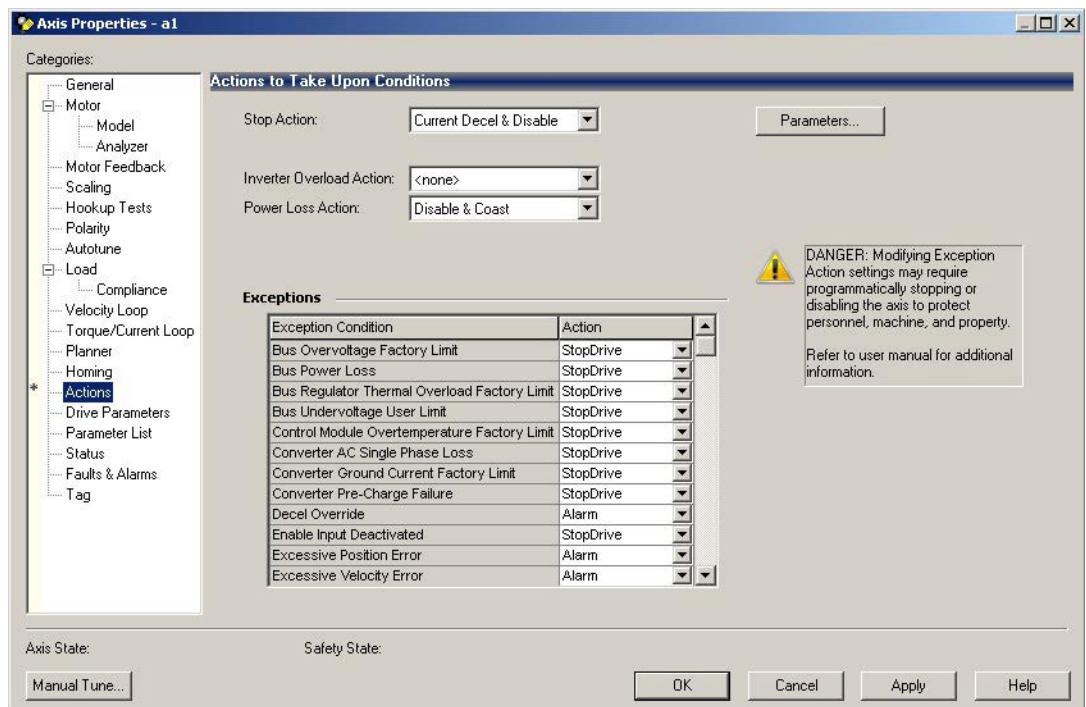 Axis Properties - a1
Categories:
General
Motor
Model
Analyzer
Motor Feedback
Scaling
Hookup Tests
Polarity
Autotune
Load
Compliance
Velocity Loop
Torque/Current Loop
Planner
Homing
* Actions
Drive Parameters
Parameter List
Status
Faults & Alarms
Tag
Actions to Take Upon Conditions
Stop Action: Current Decel & Disable Parameters...
Inverter Overload Action: <none>
Power Loss Action: Disable & Coast
DANGER: Modifying Exception
Action settings may require
programmatically stopping or
disabling the axis to protect
personnel, machine, and property.
Refer to user manual for additional
information.
Exceptions
Exception Condition Action
Bus Overvoltage Factory Limit StopDrive
Bus Power Loss StopDrive
Bus Regulator Thermal Overload Factory Limit StopDrive
Bus Undervoltage User Limit StopDrive
Control Module Overtemperature Factory Limit StopDrive
Converter AC Single Phase Loss StopDrive
Converter Ground Current Factory Limit StopDrive
Converter Pre-Charge Failure StopDrive
Decel Override Alarm
Enable Input Deactivated StopDrive
Excessive Position Error Alarm
Excessive Velocity Error Alarm
Axis State: Safety State:
Manual Tune... OK Cancel Apply Help